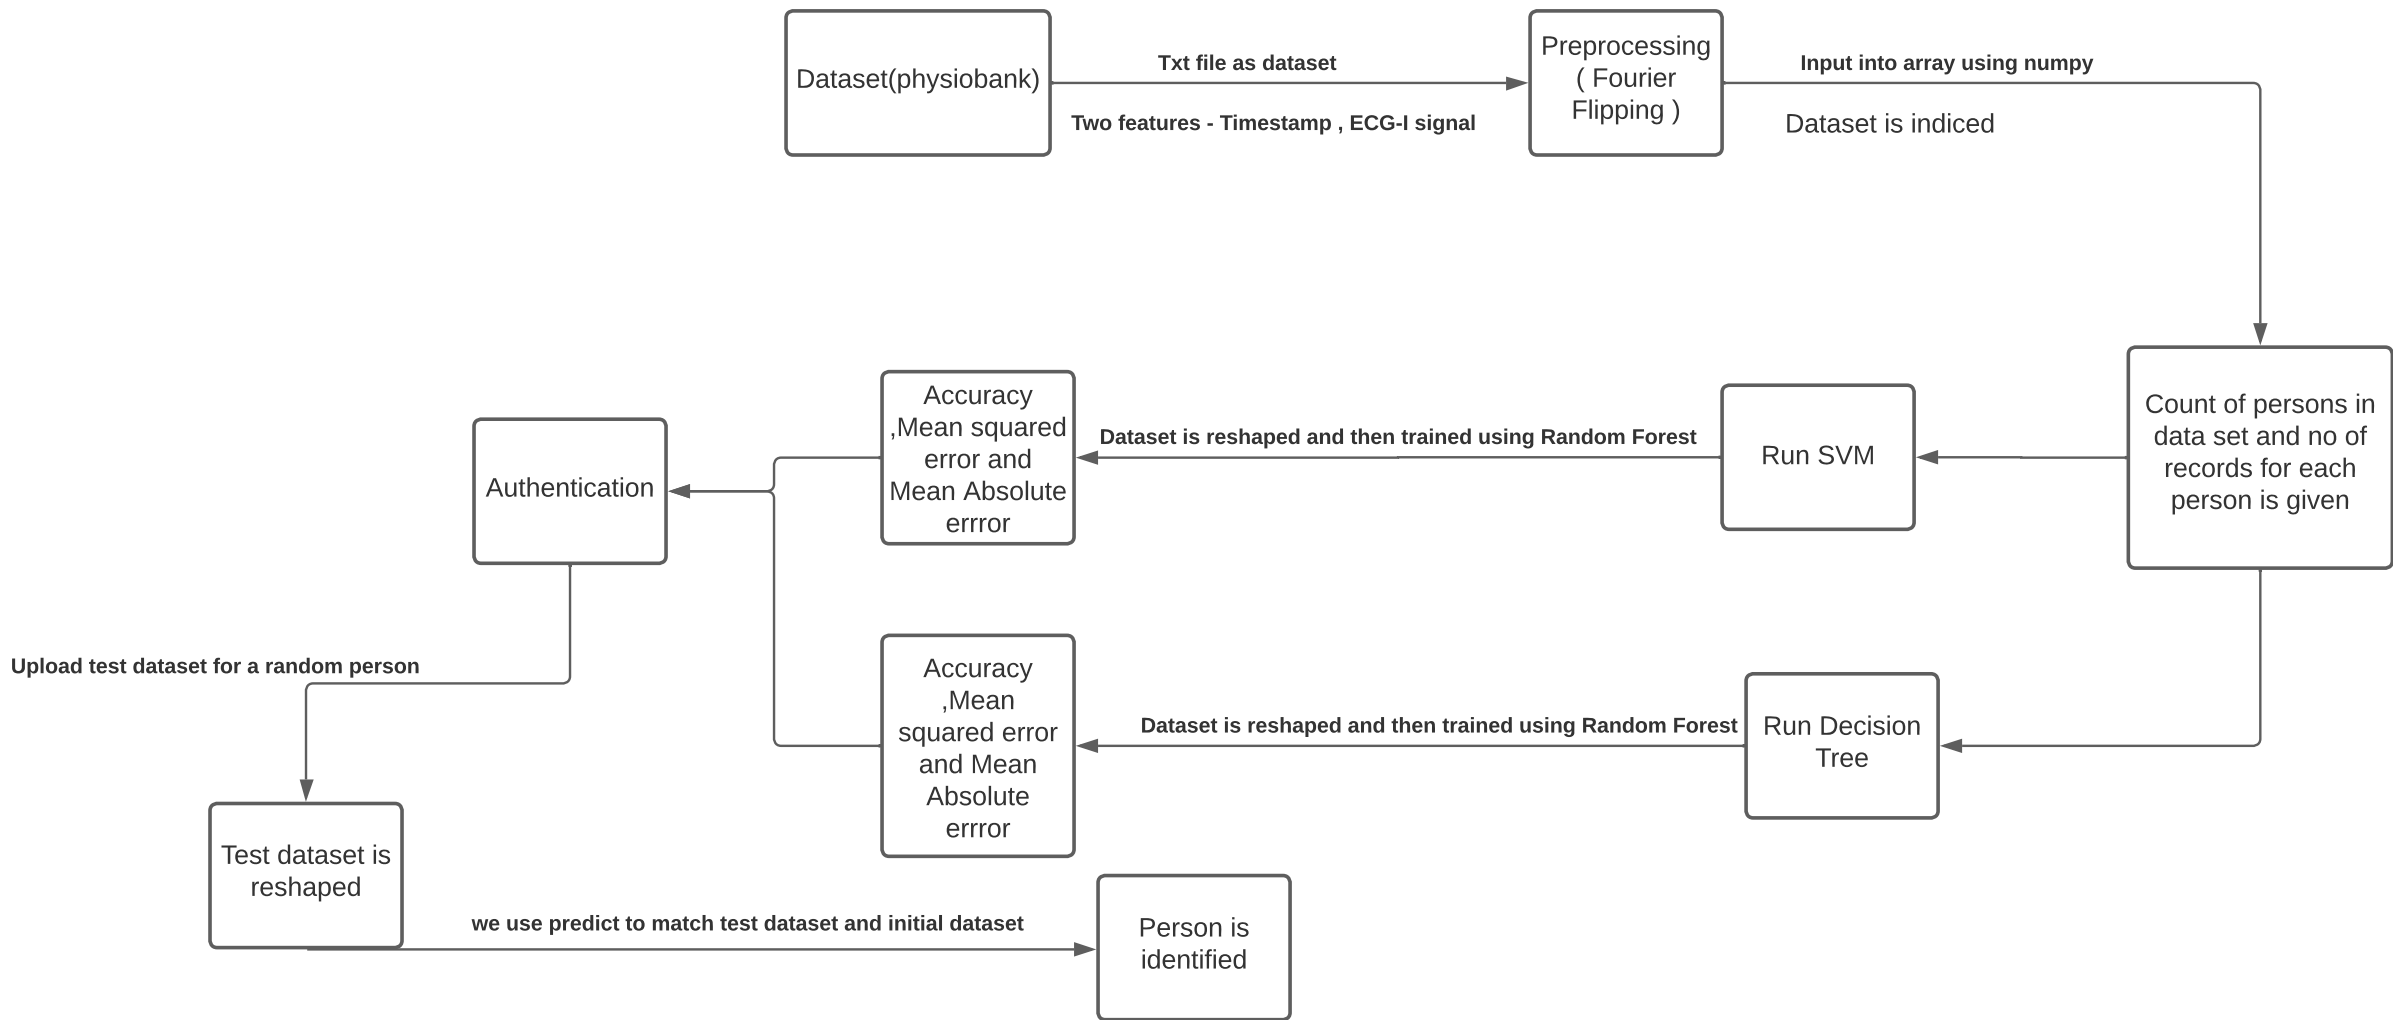 Dataset(physiobank)
Txt file as dataset
Two features - Timestamp , ECG-I signal
Preprocessing
( Fourier
Flipping )
Input into array using numpy
Dataset is indiced
Count of persons in
data set and no of
records for each
person is given
Run SVM
Dataset is reshaped and then trained using Random Forest
Accuracy
,Mean squared
error and
Mean Absolute
errror
Authentication
Run Decision
Tree
Dataset is reshaped and then trained using Random Forest
Accuracy
,Mean
squared error
and Mean
Absolute
errror
Upload test dataset for a random person
Test dataset is
reshaped
we use predict to match test dataset and initial dataset
Person is
identified